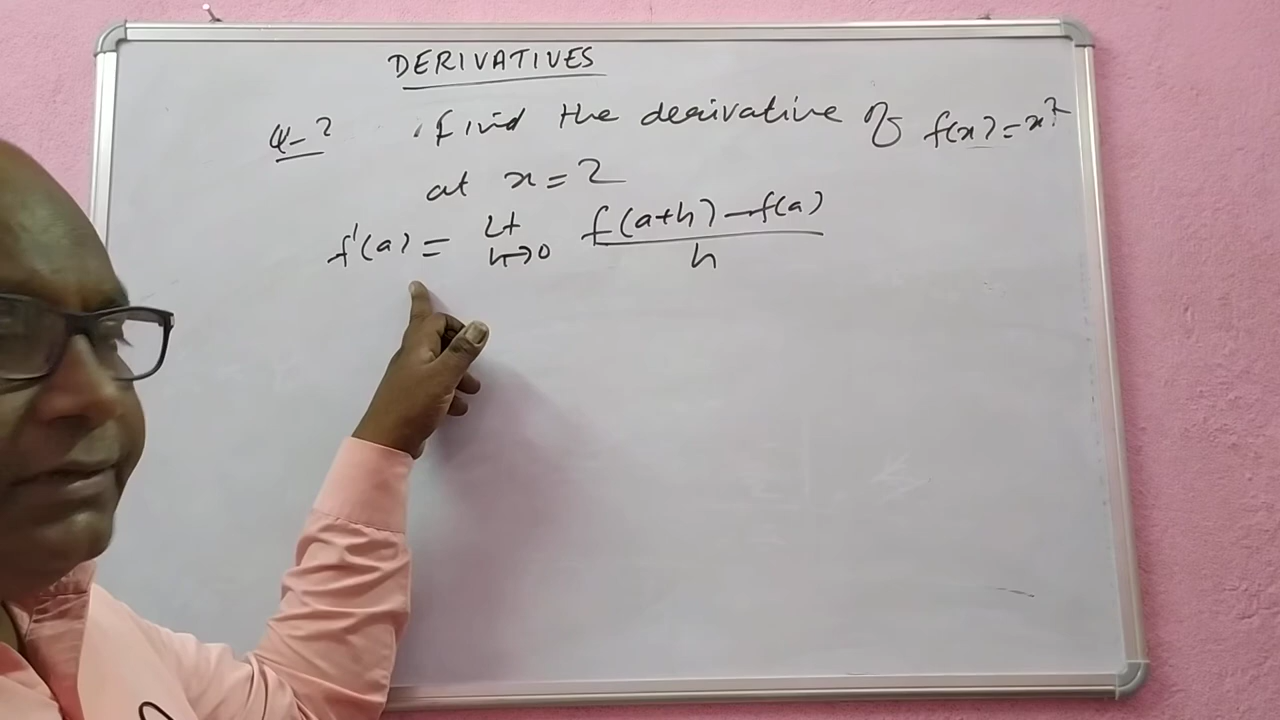 DERIVATIVES
Q-2 Find the derivative of f(x) = x²
at x = 2
f'(a) = Lt h→0 f(a+h) - f(a) / h